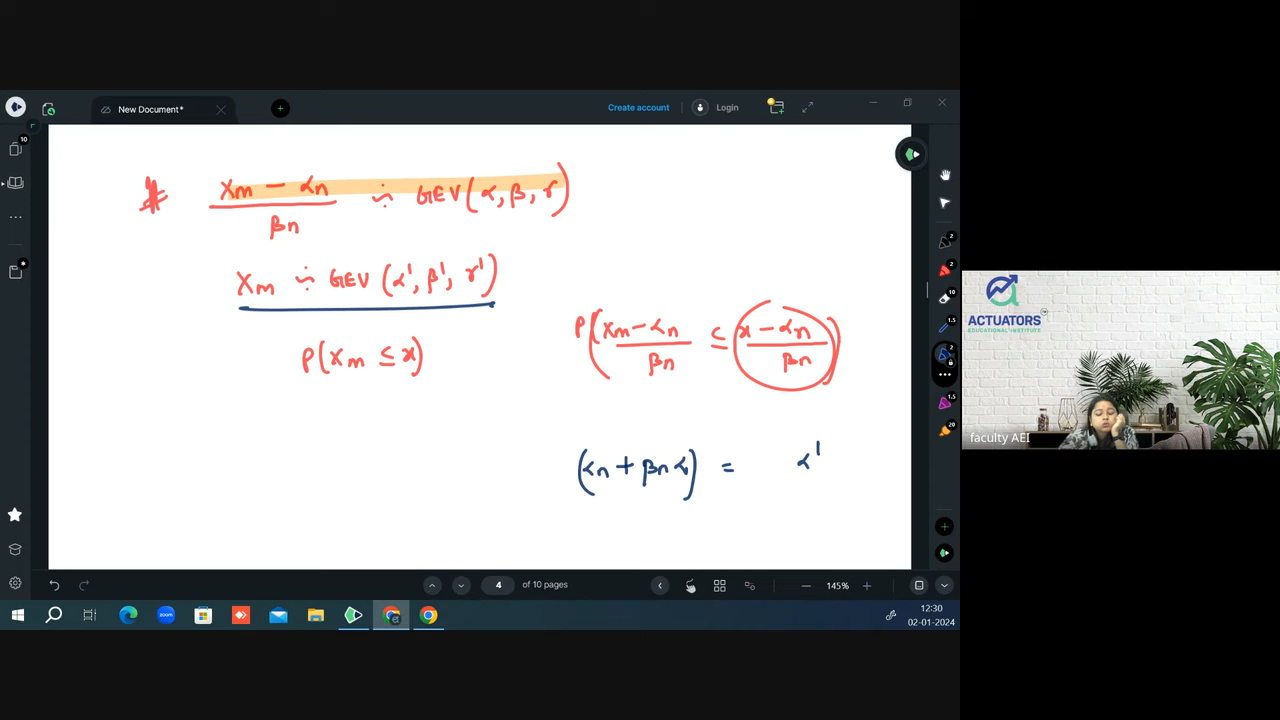 New Document*
Create account
Login
# (Xm − αn)/βn ∻ GEV(α, β, γ)
Xm ∻ GEV(α', β', γ')
P((Xm − αn)/βn ≤ (x − αn)/βn)
P(Xm ≤ x)
(αn + βn α) = α'
ACTUATORS
EDUCATIONAL INSTITUTE
faculty AEI
4 of 10 pages
145%
12:30
02-01-2024